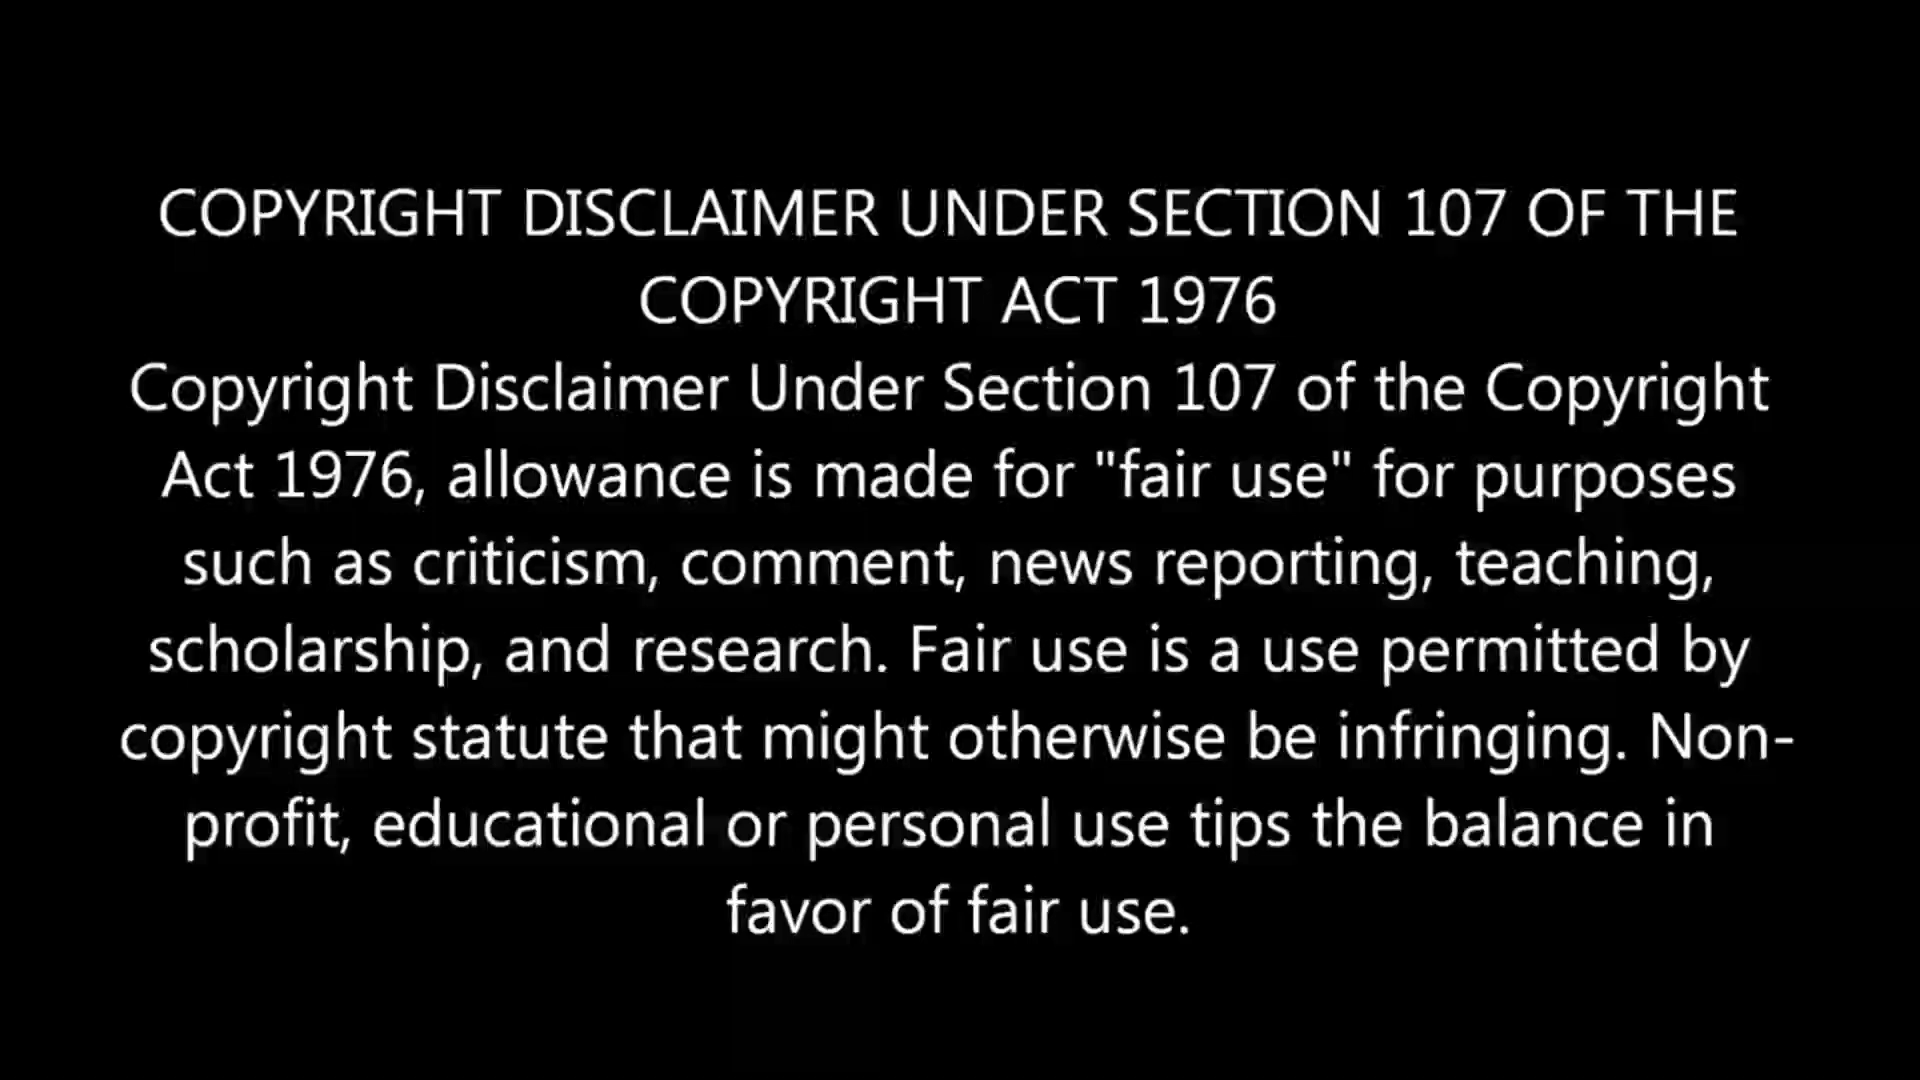 COPYRIGHT DISCLAIMER UNDER SECTION 107 OF THE
COPYRIGHT ACT 1976
Copyright Disclaimer Under Section 107 of the Copyright
Act 1976, allowance is made for "fair use" for purposes
such as criticism, comment, news reporting, teaching,
scholarship, and research. Fair use is a use permitted by
copyright statute that might otherwise be infringing. Non-
profit, educational or personal use tips the balance in
favor of fair use.